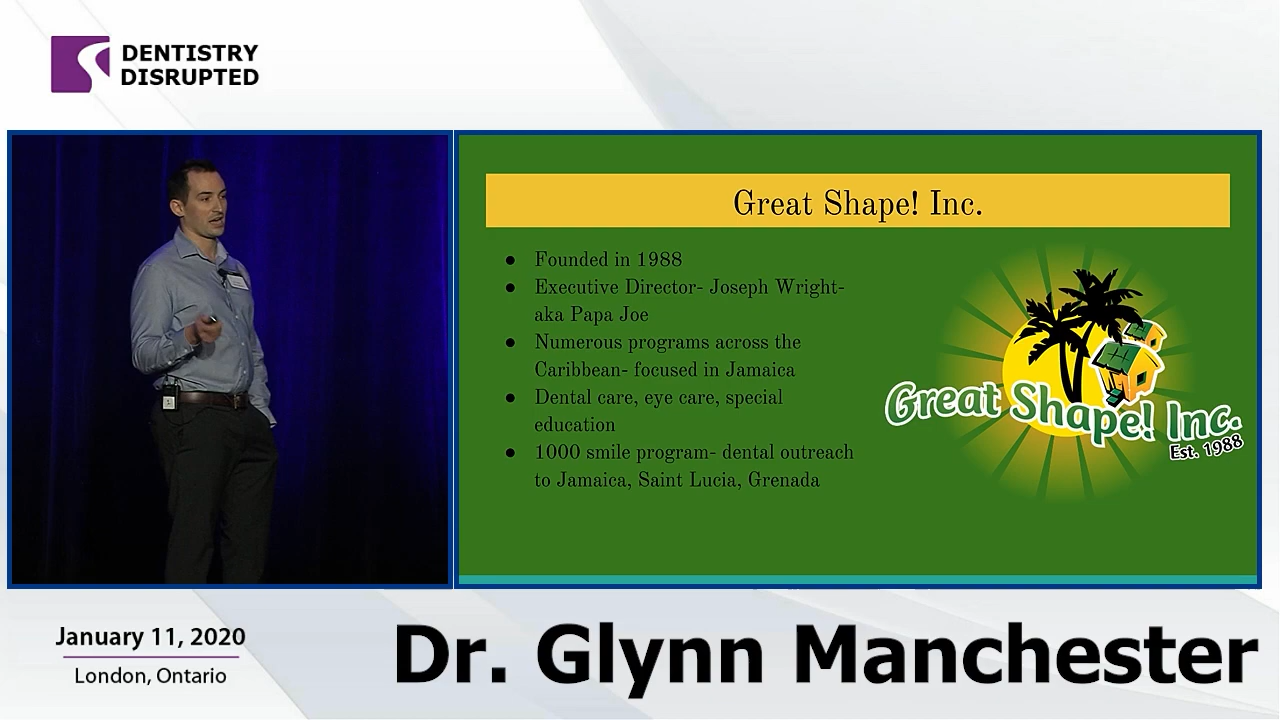 DENTISTRY
DISRUPTED
Great Shape! Inc.
● Founded in 1988
● Executive Director- Joseph Wright-
aka Papa Joe
● Numerous programs across the
Caribbean- focused in Jamaica
● Dental care, eye care, special
education
● 1000 smile program- dental outreach
to Jamaica, Saint Lucia, Grenada
Great Shape! Inc.
Est. 1988
January 11, 2020
London, Ontario
Dr. Glynn Manchester